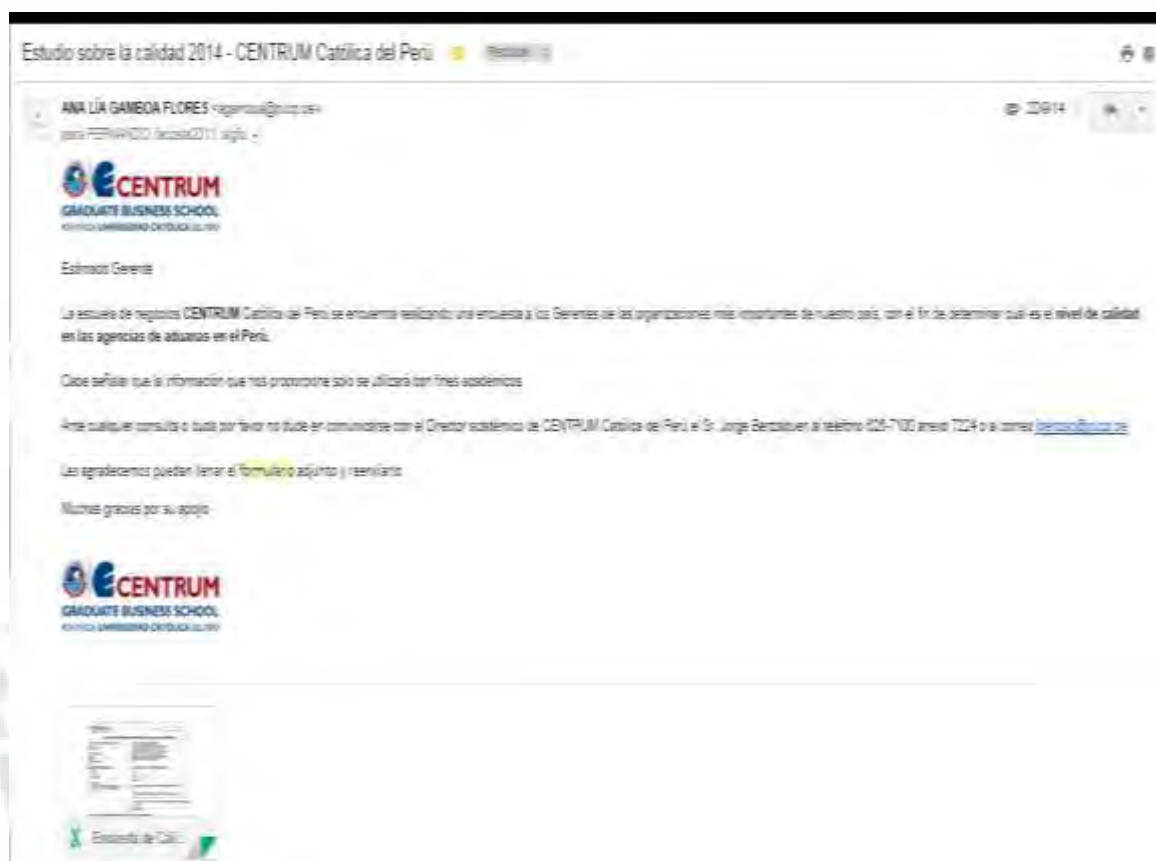 Estudio sobre la calidad 2014 - CENTRUM Católica del Perú
ANA LÍA GAMBOA FLORES
para FERNANDO
CENTRUM
GRADUATE BUSINESS SCHOOL
Estimado Gerente
La escuela de negocios CENTRUM Católica del Perú se encuentra realizando una encuesta a los Gerentes de las organizaciones más importantes de nuestro país, con el fin de determinar cuál es el nivel de calidad
en las agencias de aduanas en el Perú.
Cabe señalar que la información que nos proporcione solo se utilizará con fines académicos
Ante cualquier consulta o duda por favor no dude en comunicarse con el Director académico de CENTRUM Católica del Perú el Sr. Jorge Benzaquen al teléfono 626-7100 anexo 7224 o al correo
Les agradecemos puedan llenar el formulario adjunto y reenviarlo
Muchas gracias por su apoyo
CENTRUM
GRADUATE BUSINESS SCHOOL
Encuesta de Cali...